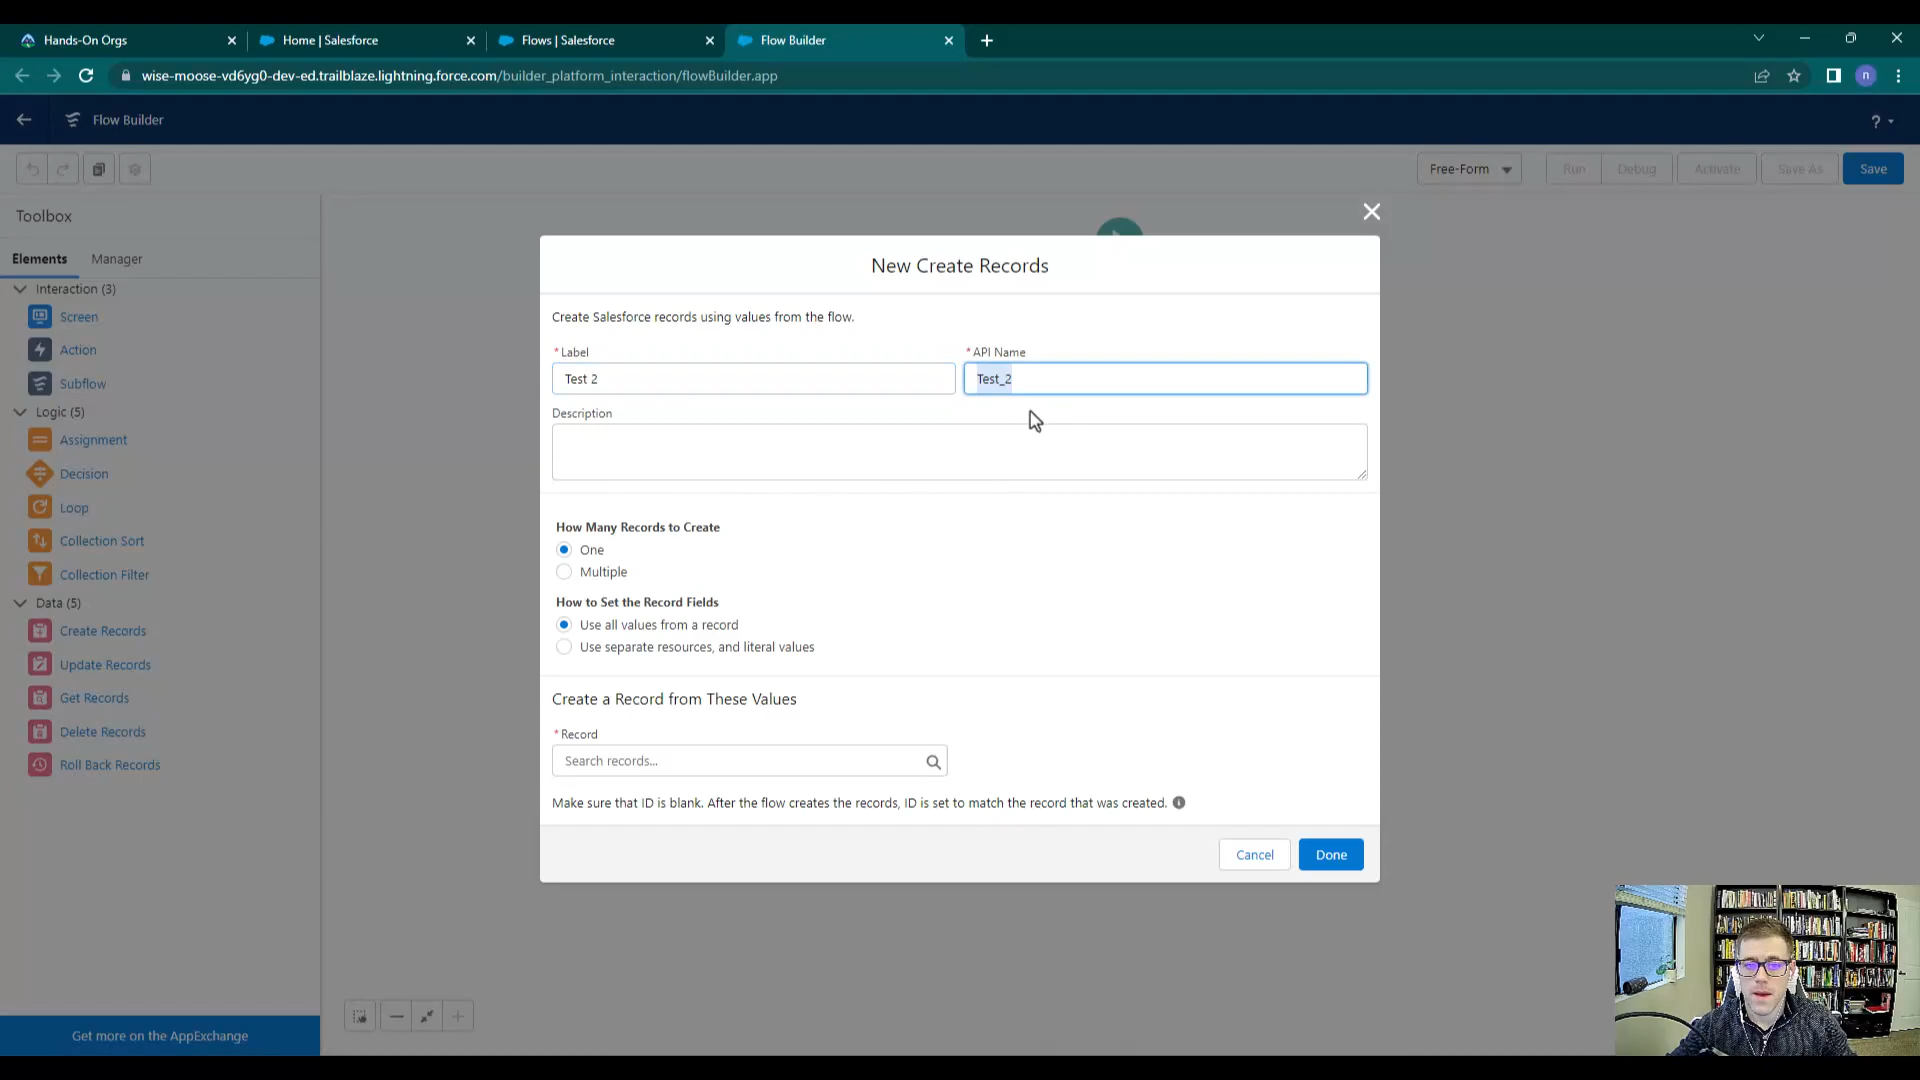 Hands-On Orgs
Home | Salesforce
Flows | Salesforce
Flow Builder
wise-moose-vd6yg0-dev-ed.trailblaze.lightning.force.com/builder_platform_interaction/flowBuilder.app
n
Flow Builder
?
Free-Form
Run
Debug
Activate
Save As
Save
Toolbox
Elements
Manager
Interaction (3)
Screen
Action
Subflow
Logic (5)
Assignment
Decision
Loop
Collection Sort
Collection Filter
Data (5)
Create Records
Update Records
Get Records
Delete Records
Roll Back Records
Get more on the AppExchange
New Create Records
Create Salesforce records using values from the flow.
* Label
* API Name
Test 2
Test_2
Description
How Many Records to Create
One
Multiple
How to Set the Record Fields
Use all values from a record
Use separate resources, and literal values
Create a Record from These Values
* Record
Search records...
Make sure that ID is blank. After the flow creates the records, ID is set to match the record that was created.
Cancel
Done